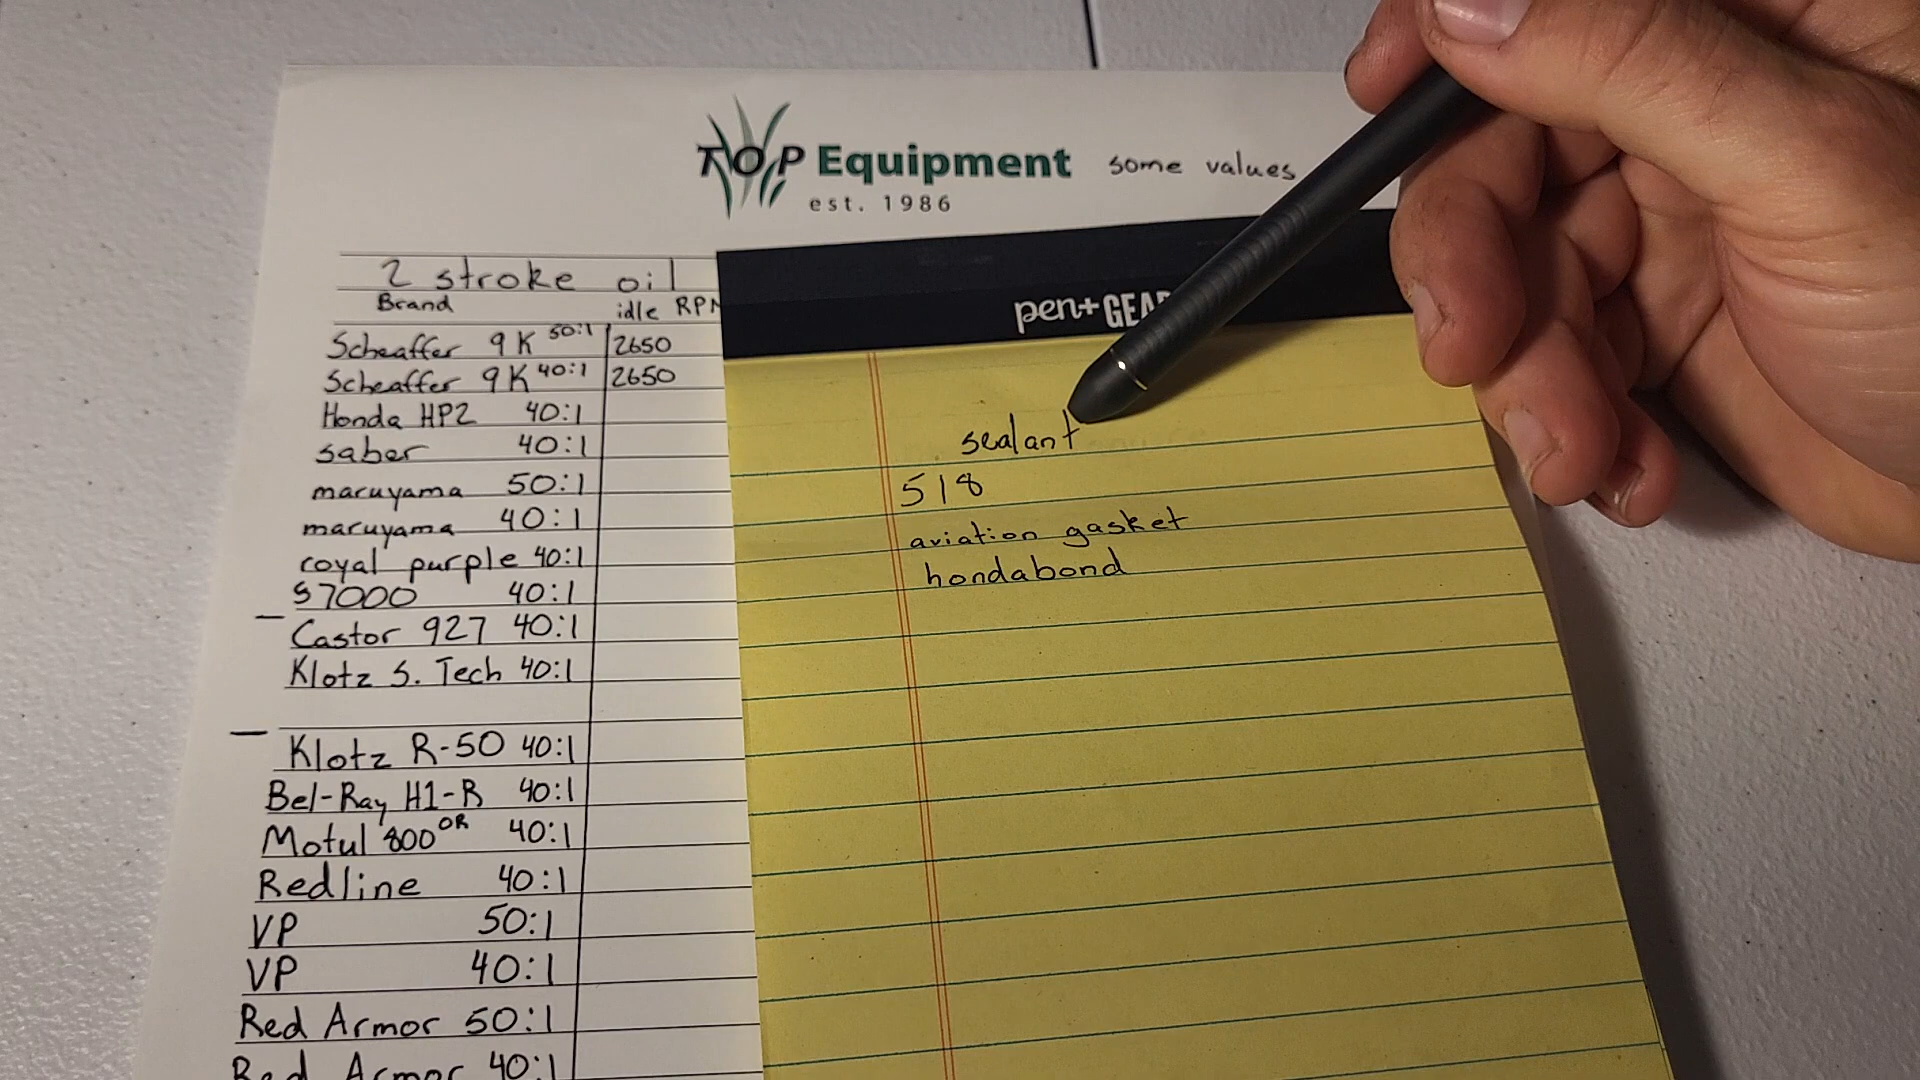 TOP Equipment some values
est. 1986
2 stroke oil
Brand idle RPM
Scheaffer 9K 50:1 2650
Scheaffer 9K 40:1 2650
Honda HP2 40:1
saber 40:1
maruyama 50:1
maruyama 40:1
royal purple 40:1
S7000 40:1
Castor 927 40:1
Klotz S. Tech 40:1
Klotz R-50 40:1
Bel-Ray H1-R 40:1
Motul 800 OR 40:1
Redline 40:1
VP 50:1
VP 40:1
Red Armor 50:1
Red Armor 40:1
pen+GEA
sealant
518
aviation gasket
hondabond